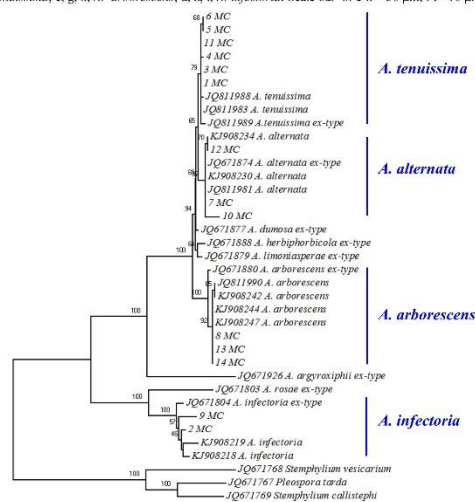 6 MC
5 MC
11 MC
4 MC
3 MC
1 MC
JQ811988 A. tenuissima
JQ811983 A. tenuissima
JQ811989 A.tenuissima ex-type
A. tenuissima
KJ908234 A. alternata
12 MC
JQ671874 A. alternata ex-type
KJ908230 A. alternata
JQ811981 A. alternata
7 MC
10 MC
A. alternata
JQ671877 A. dumosa ex-type
JQ671888 A. herbiphorbicola ex-type
JQ671879 A. limoniasperae ex-type
JQ671880 A. arborescens ex-type
JQ811990 A. arborescens
KJ908242 A. arborescens
KJ908244 A. arborescens
KJ908247 A. arborescens
8 MC
13 MC
14 MC
A. arborescens
JQ671926 A. argyroxiphii ex-type
JQ671803 A. rosae ex-type
JQ671804 A. infectoria ex-type
9 MC
2 MC
KJ908219 A. infectoria
KJ908218 A. infectoria
A. infectoria
JQ671768 Stemphylium vesicarium
JQ671767 Pleospora tarda
JQ671769 Stemphylium callistephi
79
65
70
94
64
100
100
92
100
100
100
57
100
100